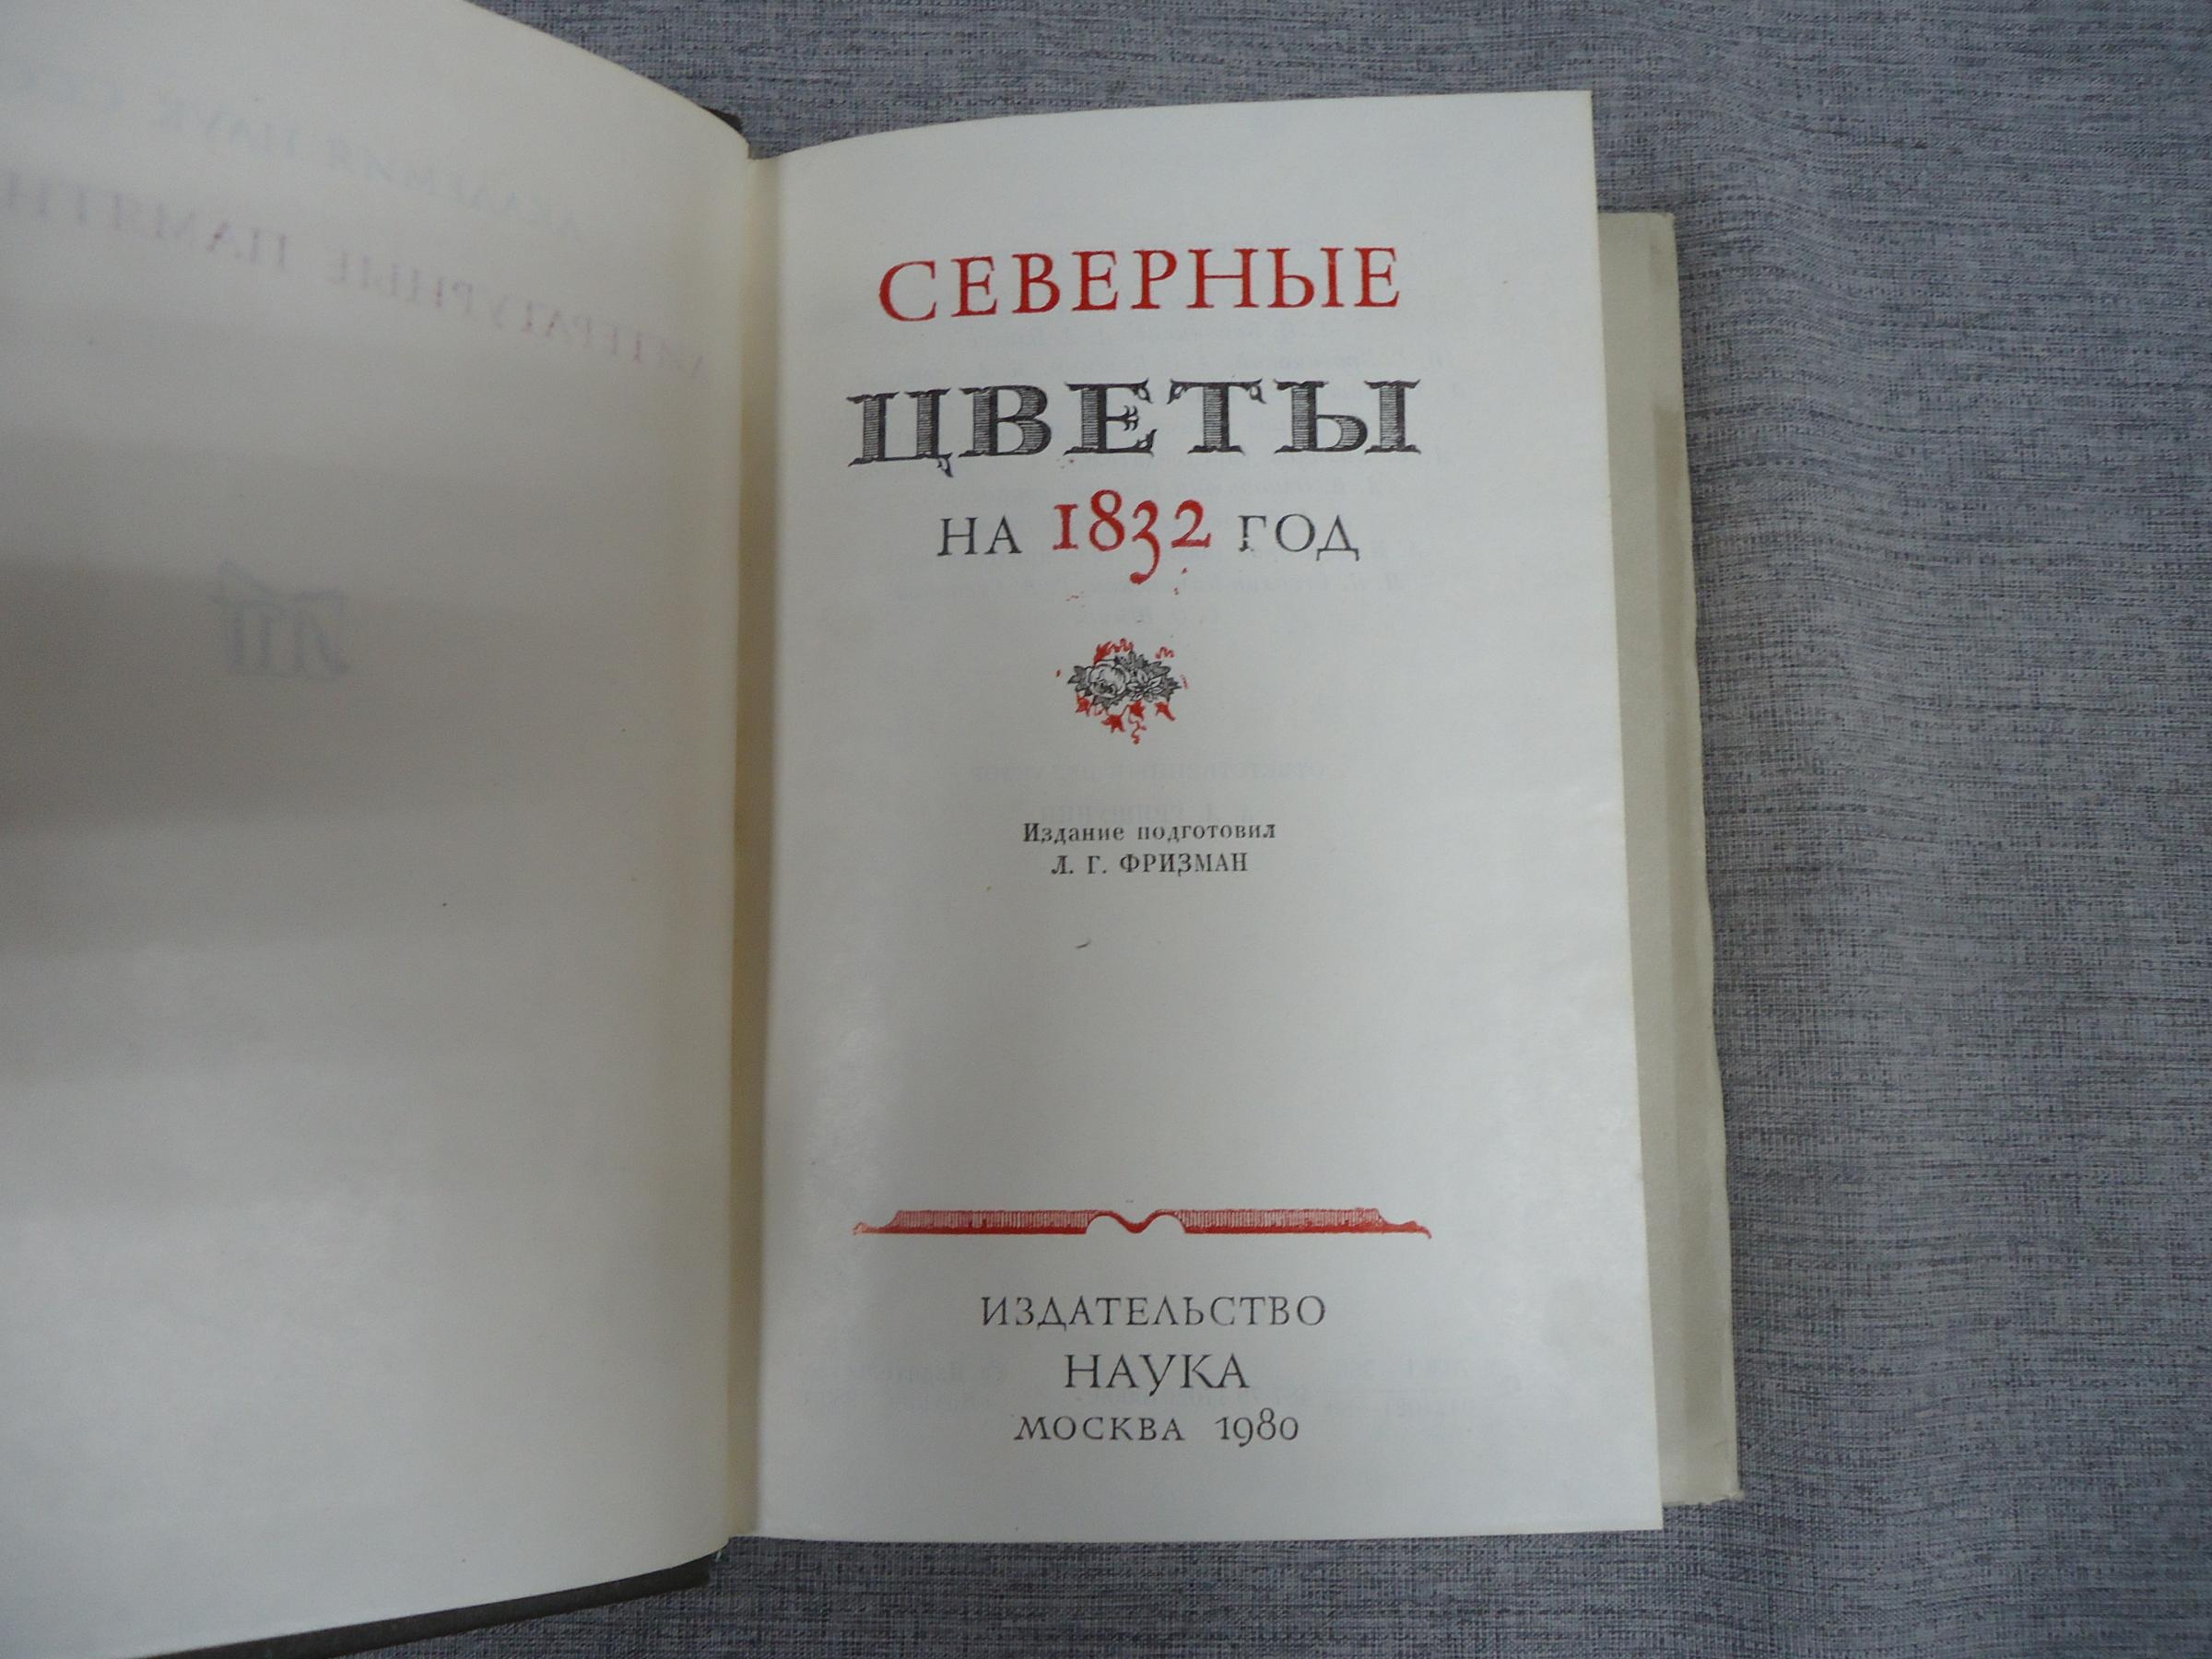 СЕВЕРНЫЕ
ЦВЕТЫ
НА 1832 ГОД
Издание подготовил
Л. Г. ФРИЗМАН
ИЗДАТЕЛЬСТВО
НАУКА
МОСКВА 1980